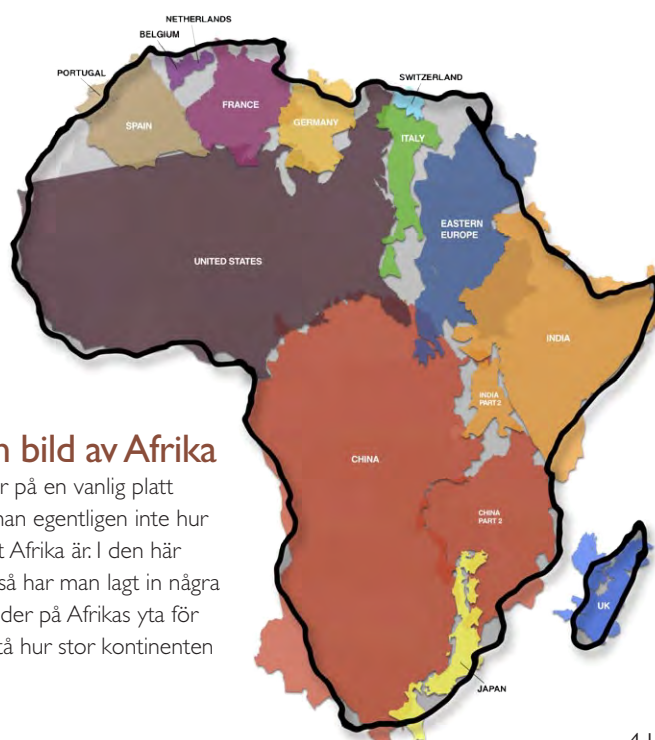 NETHERLANDS
BELGIUM
PORTUGAL
SWITZERLAND
FRANCE
SPAIN
GERMANY
ITALY
EASTERN
EUROPE
UNITED STATES
INDIA
INDIA
PART 2
CHINA
CHINA
PART 2
UK
JAPAN
bild av Afrika
r på en vanlig platt
man egentligen inte hur
t Afrika är. I den här
så har man lagt in några
der på Afrikas yta för
tå hur stor kontinenten